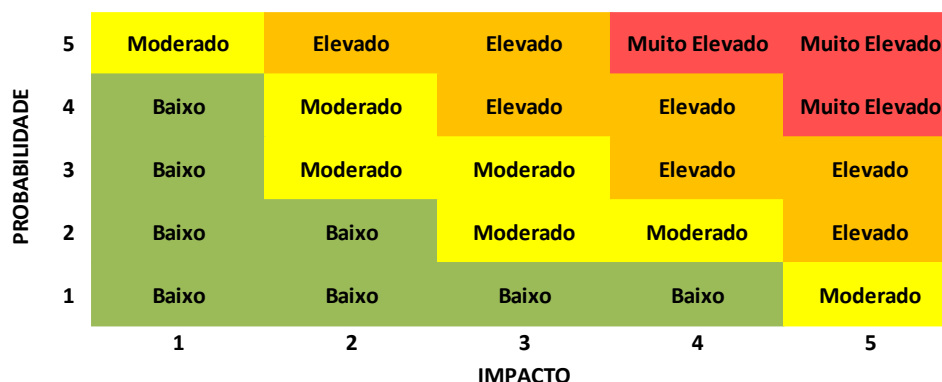 PROBABILIDADE
5 Moderado Elevado Elevado Muito Elevado Muito Elevado
4 Baixo Moderado Elevado Elevado Muito Elevado
3 Baixo Moderado Moderado Elevado Elevado
2 Baixo Baixo Moderado Moderado Elevado
1 Baixo Baixo Baixo Baixo Moderado
1 2 3 4 5
IMPACTO